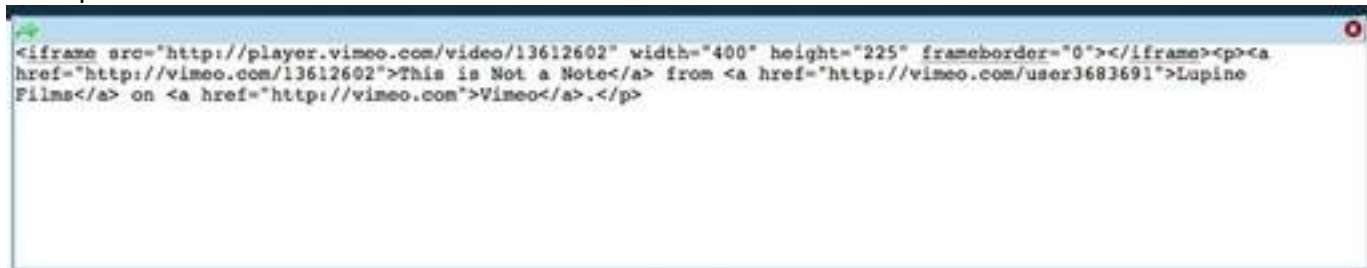 <iframe src="http://player.vimeo.com/video/13612602" width="400" height="225" frameborder="0"></iframe><p><a
href="http://vimeo.com/13612602">This is Not a Note</a> from <a href="http://vimeo.com/user3683691">Lupine
Films</a> on <a href="http://vimeo.com">Vimeo</a>.</p>